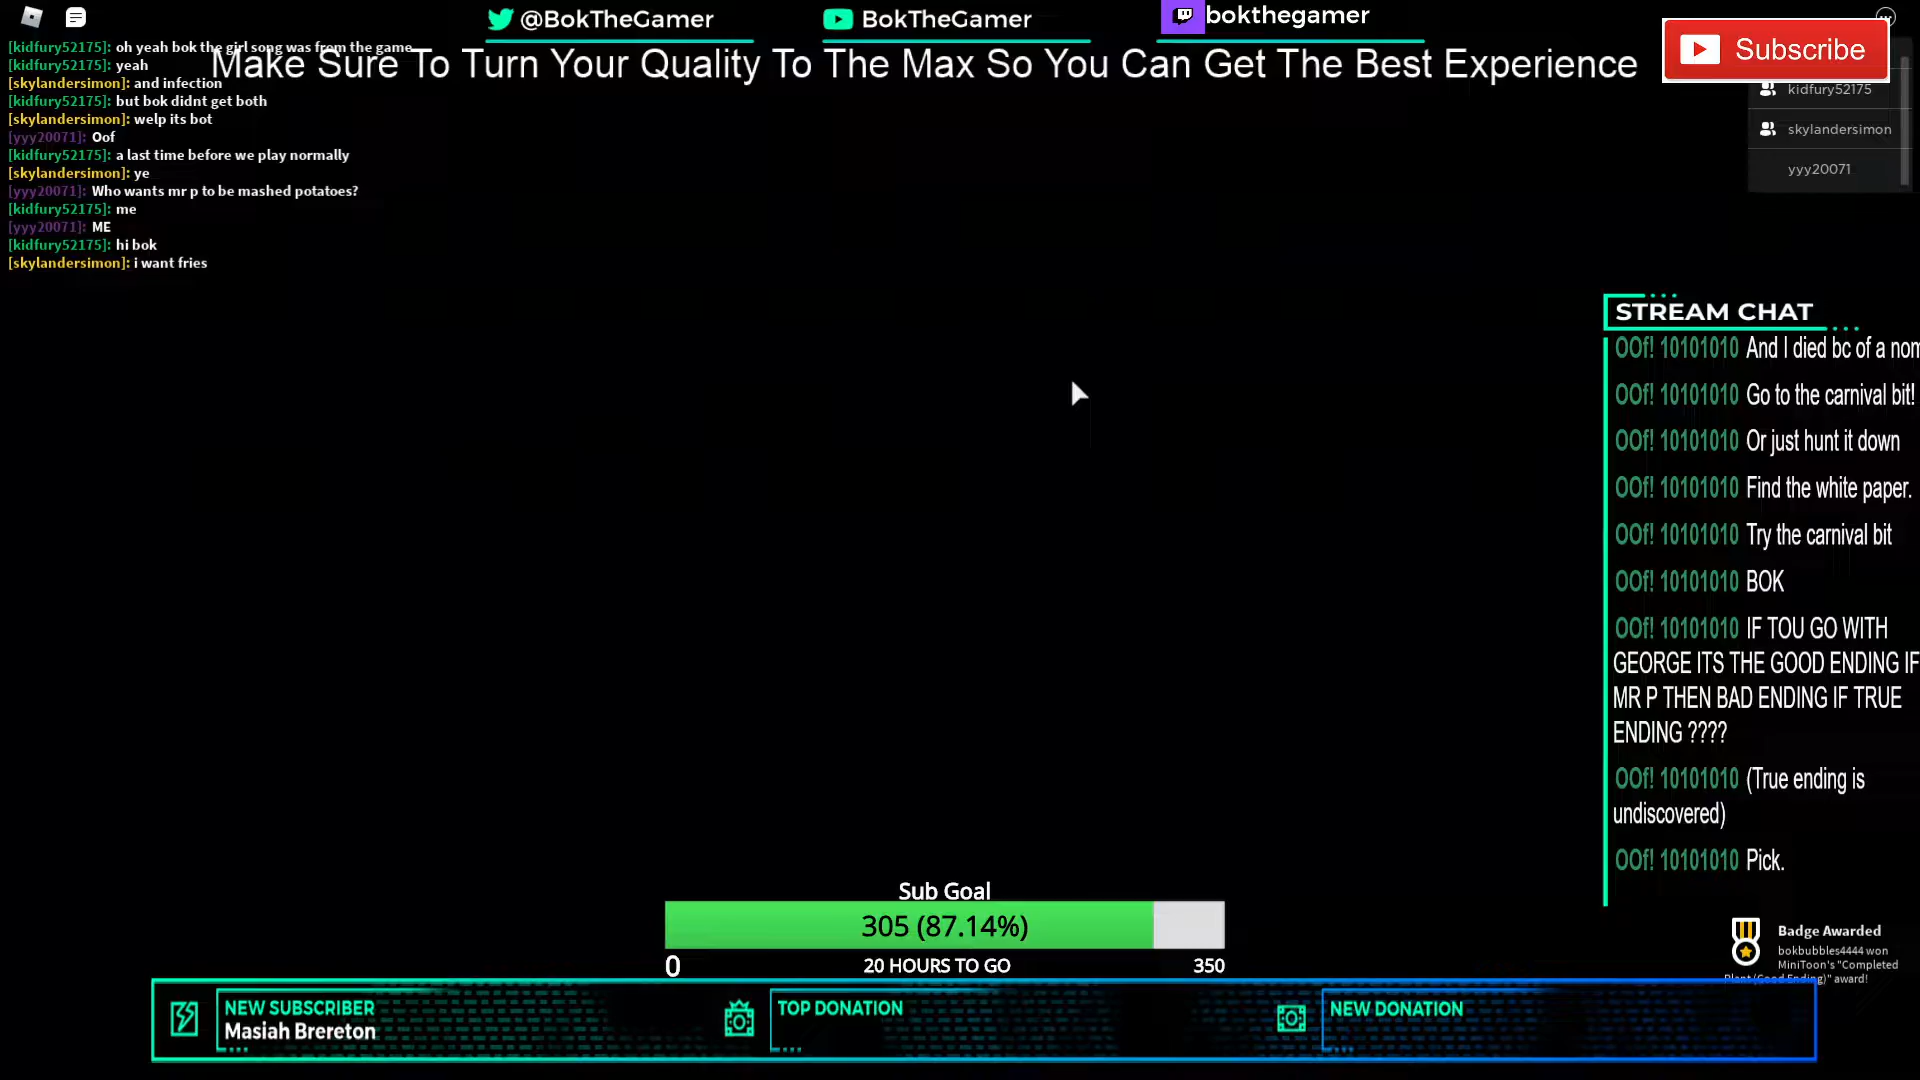 @BokTheGamer
BokTheGamer
bokthegamer
Make Sure To Turn Your Quality To The Max So You Can Get The Best Experience
Subscribe
[kidfury52175]: oh yeah bok the girl song was from the game
[kidfury52175]: yeah
[skylandersimon]: and infection
[kidfury52175]: but bok didnt get both
[skylandersimon]: welp its bot
[yyy20071]: Oof
[kidfury52175]: a last time before we play normally
[skylandersimon]: ye
[yyy20071]: Who wants mr p to be mashed potatoes?
[kidfury52175]: me
[yyy20071]: ME
[kidfury52175]: hi bok
[skylandersimon]: i want fries
kidfury52175
skylandersimon
yyy20071
STREAM CHAT
OOf! 10101010 And I died bc of a nom
OOf! 10101010 Go to the carnival bit!
OOf! 10101010 Or just hunt it down
OOf! 10101010 Find the white paper.
OOf! 10101010 Try the carnival bit
OOf! 10101010 BOK
OOf! 10101010 IF TOU GO WITH
GEORGE ITS THE GOOD ENDING IF
MR P THEN BAD ENDING IF TRUE
ENDING ????
OOf! 10101010 (True ending is
undiscovered)
OOf! 10101010 Pick.
Sub Goal
305 (87.14%)
0
20 HOURS TO GO
350
Badge Awarded
bokbubbles4444 won
MiniToon's "Completed
Plant (Good Ending)" award!
NEW SUBSCRIBER
Masiah Brereton
TOP DONATION
NEW DONATION